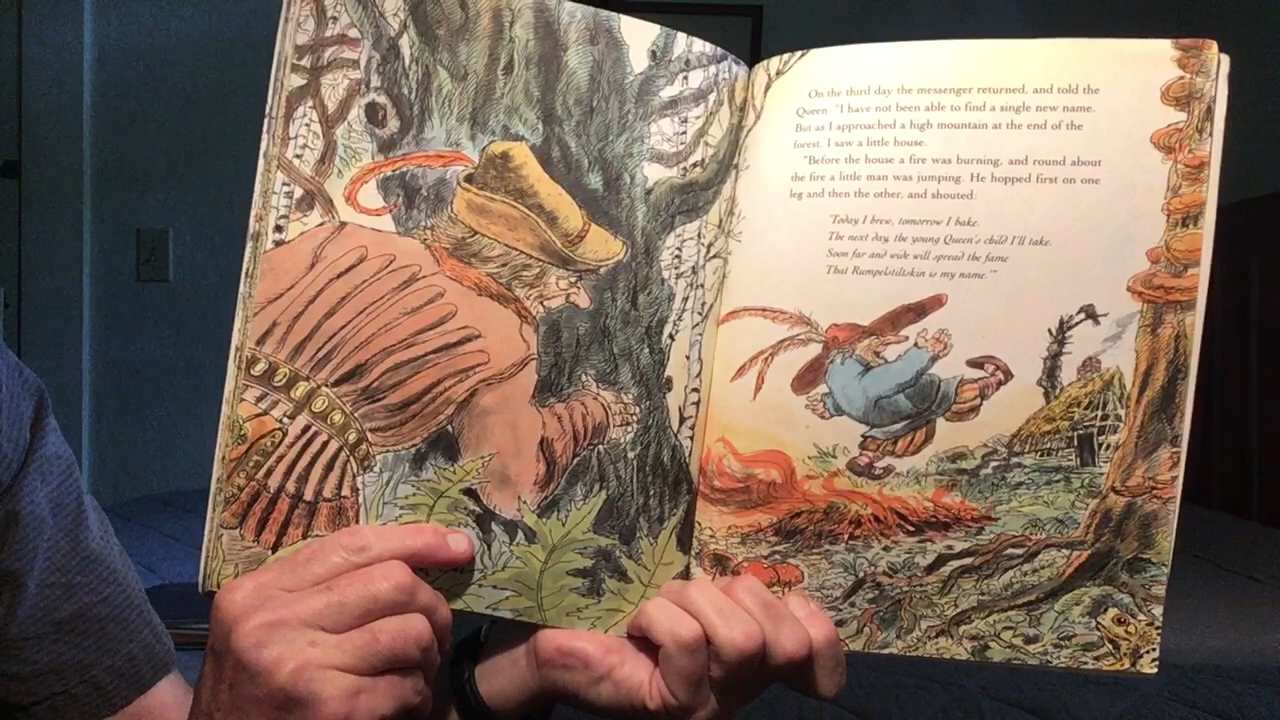 On the third day the messenger returned, and told the
Queen. "I have not been able to find a single new name.
But as I approached a high mountain at the end of the
forest, I saw a little house.
"Before the house a fire was burning, and round about
the fire a little man was jumping. He hopped first on one
leg and then the other, and shouted:
'Today I brew, tomorrow I bake.
The next day, the young Queen's child I'll take.
Soon far and wide will spread the fame
That Rumpelstiltskin is my name.'"